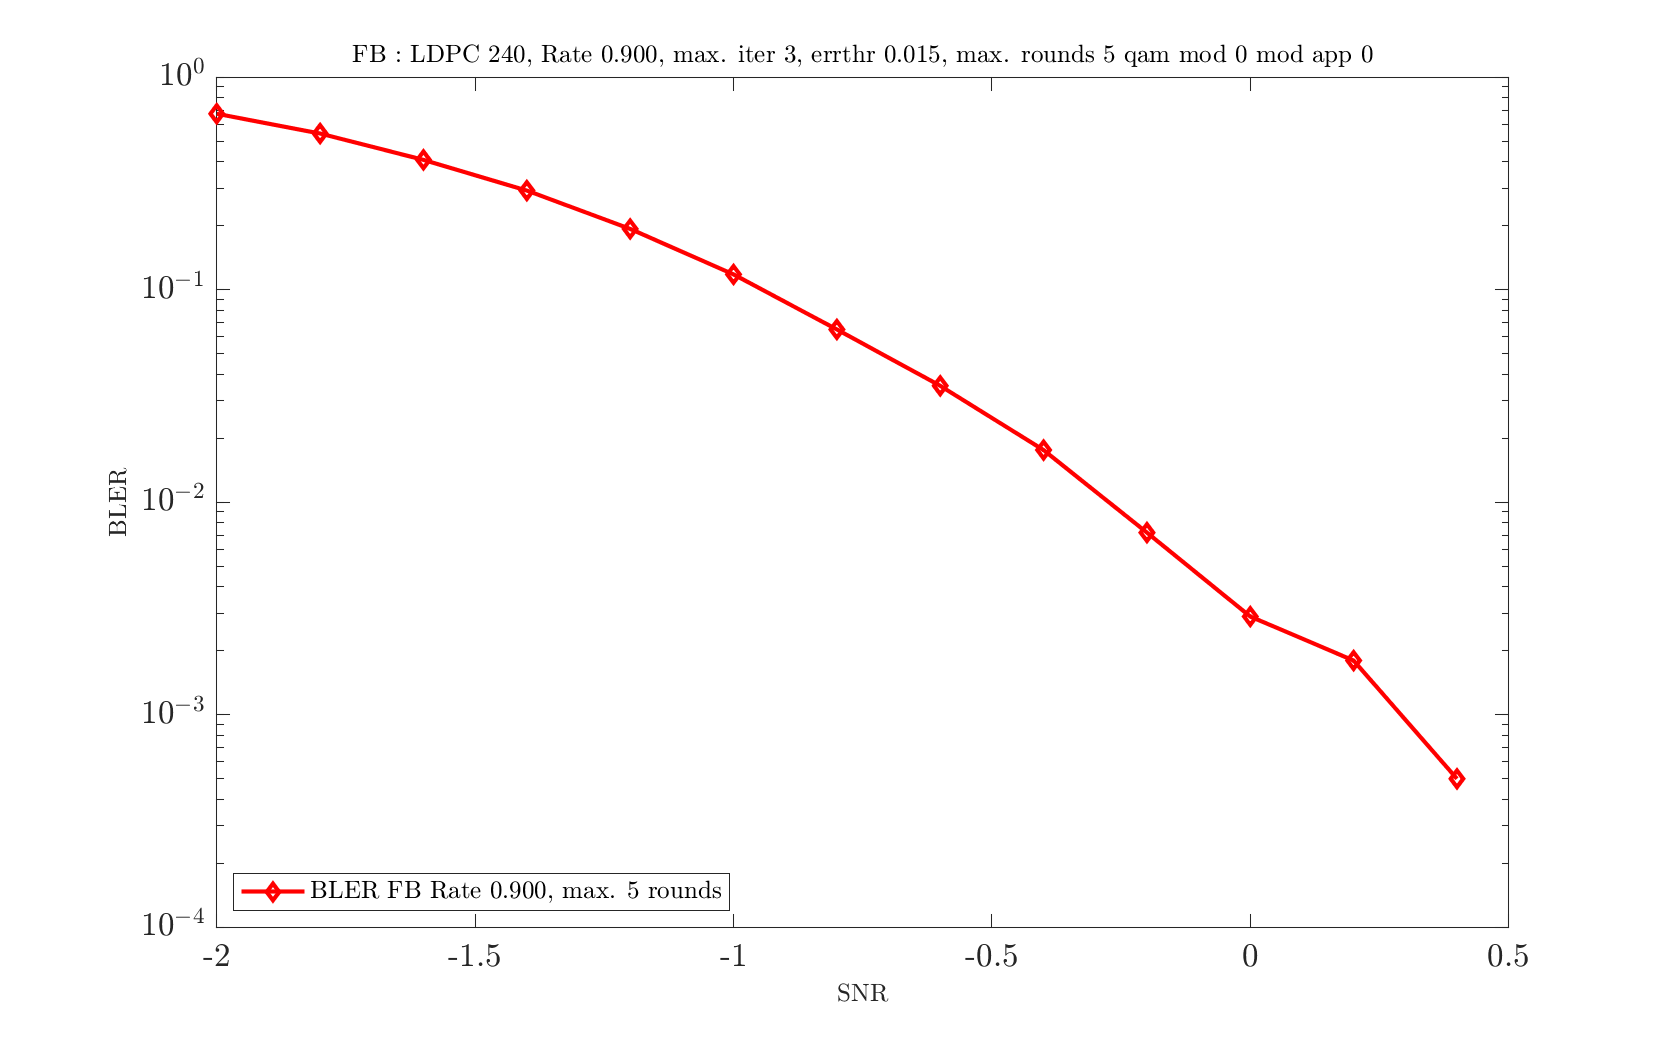 FB : LDPC 240, Rate 0.900, max. iter 3, errthr 0.015, max. rounds 5 qam mod 0 mod app 0
10⁰
10⁻¹
10⁻²
10⁻³
10⁻⁴
BLER
BLER FB Rate 0.900, max. 5 rounds
-2 -1.5 -1 -0.5 0 0.5
SNR